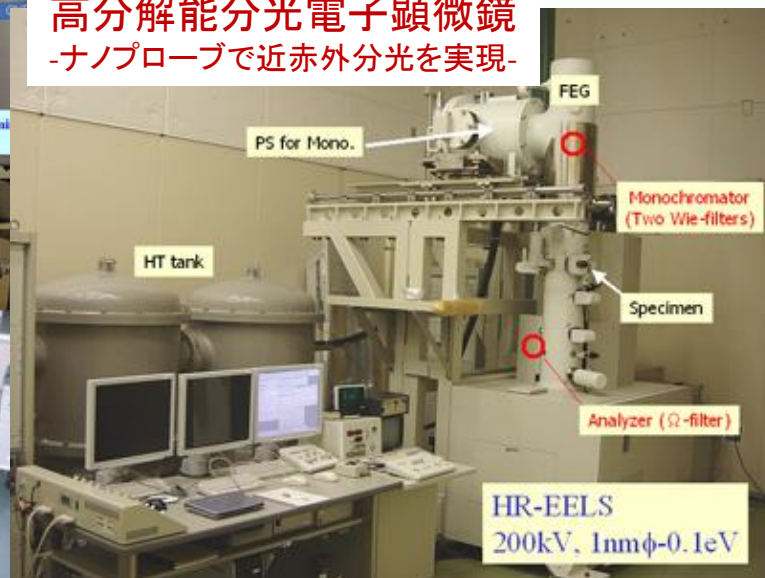 高分解能分光電子顕微鏡
-ナノプローブで近赤外分光を実現-
FEG
PS for Mono.
Monochromator
(Two Wie-filters)
HT tank
Specimen
Analyzer (Ω-filter)
HR-EELS
200kV, 1nmϕ-0.1eV